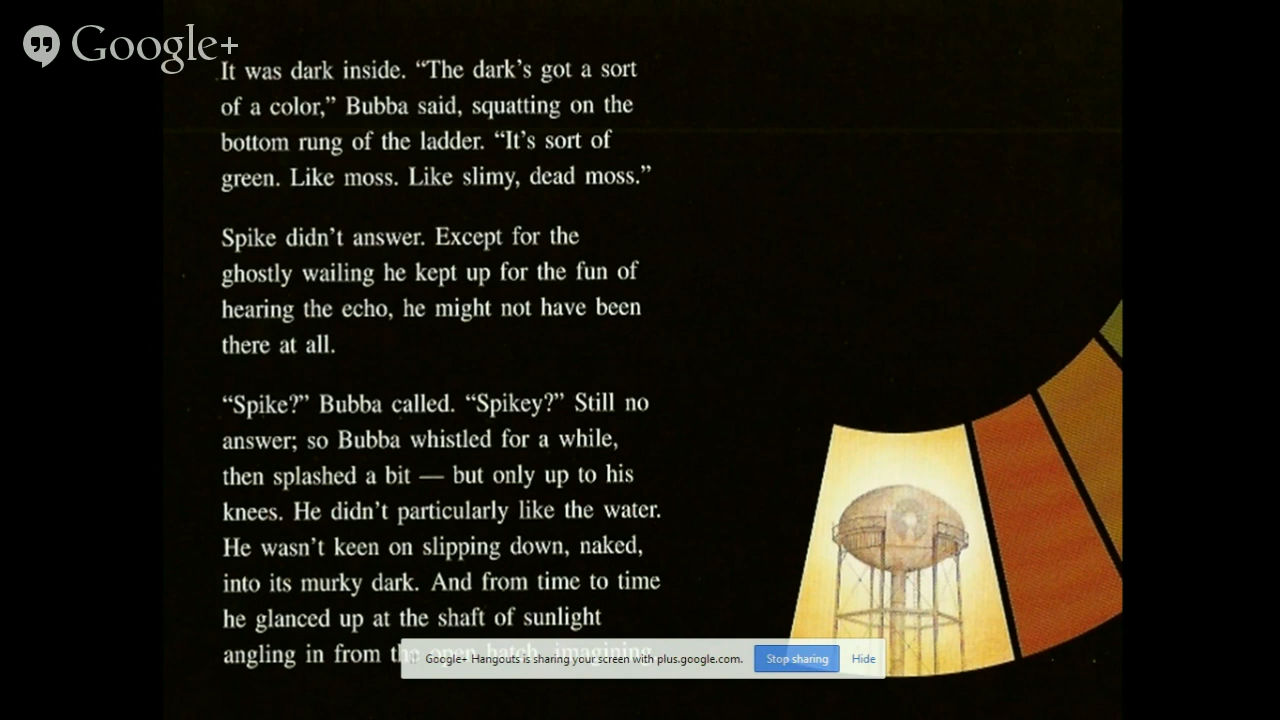 Google+
It was dark inside. “The dark’s got a sort
of a color,” Bubba said, squatting on the
bottom rung of the ladder. “It’s sort of
green. Like moss. Like slimy, dead moss.”
Spike didn’t answer. Except for the
ghostly wailing he kept up for the fun of
hearing the echo, he might not have been
there at all.
“Spike?” Bubba called. “Spikey?” Still no
answer; so Bubba whistled for a while,
then splashed a bit — but only up to his
knees. He didn’t particularly like the water.
He wasn’t keen on slipping down, naked,
into its murky dark. And from time to time
he glanced up at the shaft of sunlight
angling in from the open hatch, imagining
Google+ Hangouts is sharing your screen with plus.google.com.
Stop sharing
Hide